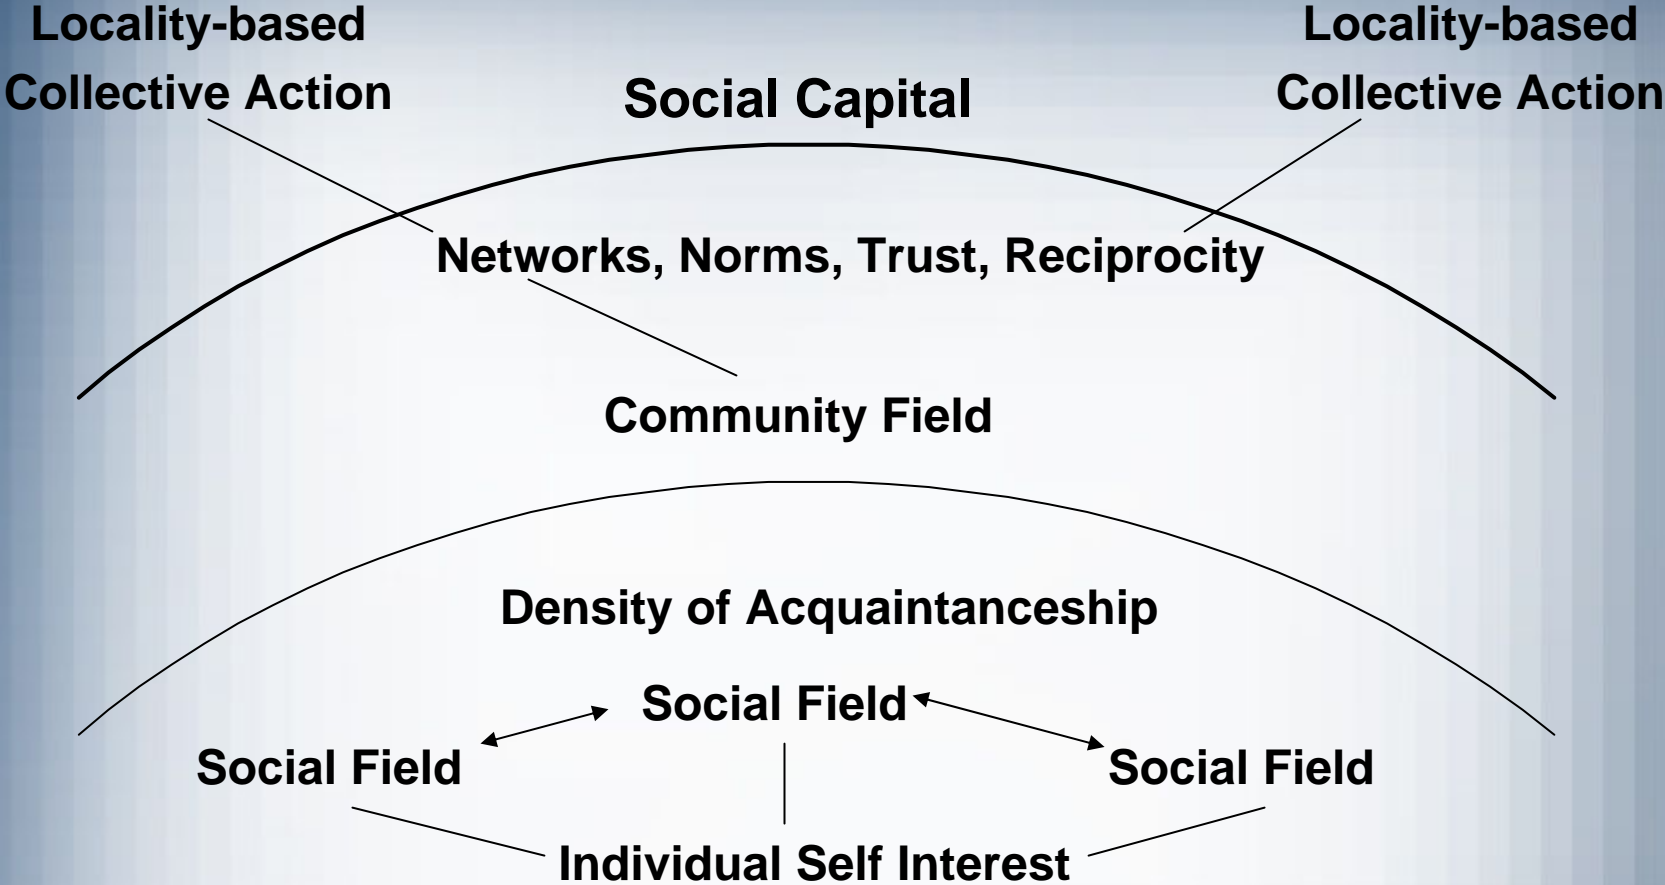 Locality-based
Collective Action
Locality-based
Collective Action
Social Capital
Networks, Norms, Trust, Reciprocity
Community Field
Density of Acquaintanceship
Social Field
Social Field
Social Field
Individual Self Interest